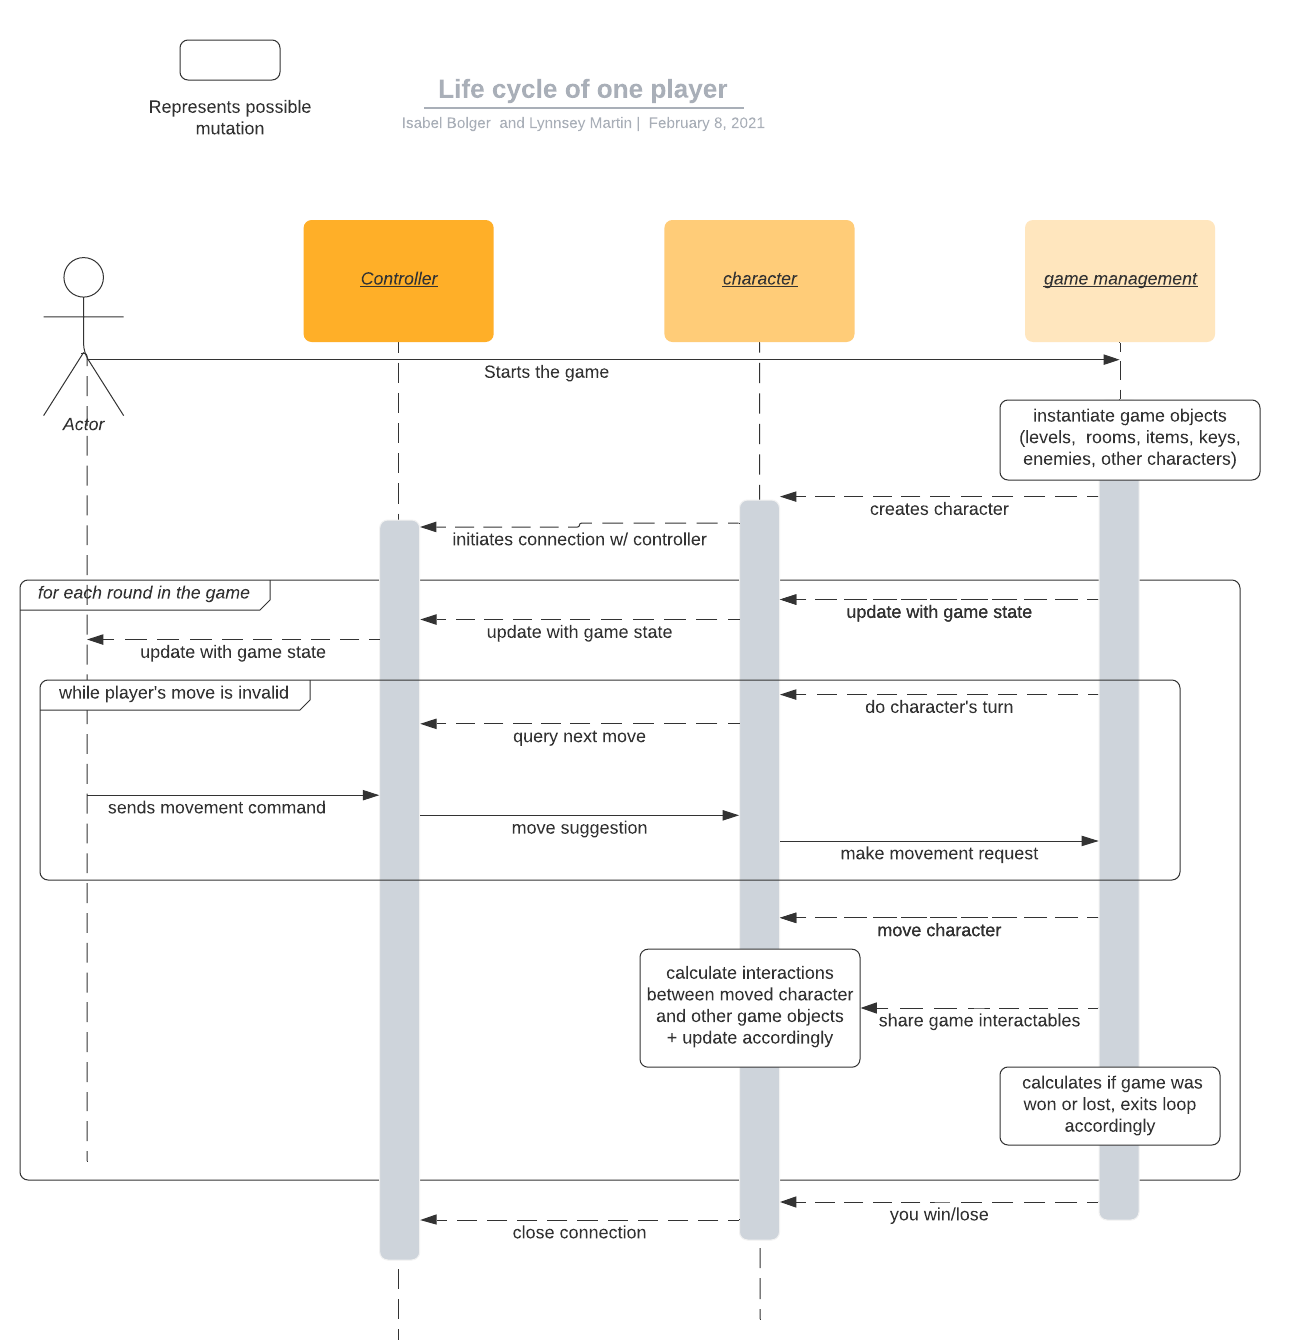 Represents possible
mutation
Life cycle of one player
Isabel Bolger  and Lynnsey Martin |  February 8, 2021
Controller
character
game management
Starts the game
Actor
instantiate game objects
(levels,  rooms, items, keys,
enemies, other characters)
creates character
initiates connection w/ controller
for each round in the game
update with game state
update with game state
update with game state
while player's move is invalid
do character's turn
query next move
sends movement command
move suggestion
make movement request
move character
calculate interactions
between moved character
and other game objects
+ update accordingly
share game interactables
calculates if game was
won or lost, exits loop
accordingly
you win/lose
close connection